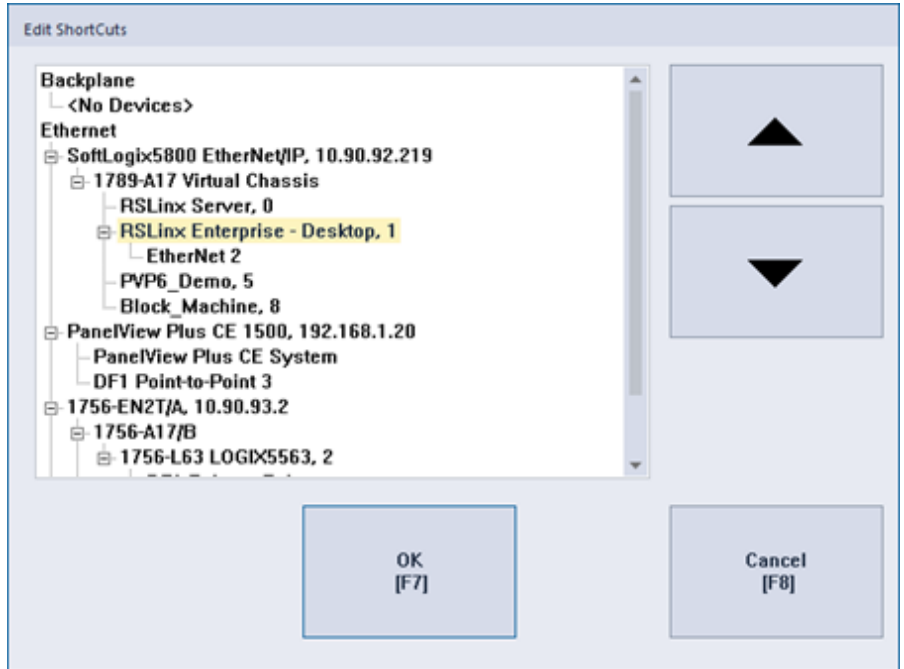 Edit ShortCuts
Backplane
<No Devices>
Ethernet
SoftLogix5800 EtherNet/IP, 10.90.92.219
1789-A17 Virtual Chassis
RSLinx Server, 0
RSLinx Enterprise - Desktop, 1
EtherNet 2
PVP6_Demo, 5
Block_Machine, 8
PanelView Plus CE 1500, 192.168.1.20
PanelView Plus CE System
DF1 Point-to-Point 3
1756-EN2T/A, 10.90.93.2
1756-A17/B
1756-L63 LOGIX5563, 2
OK
[F7]
Cancel
[F8]